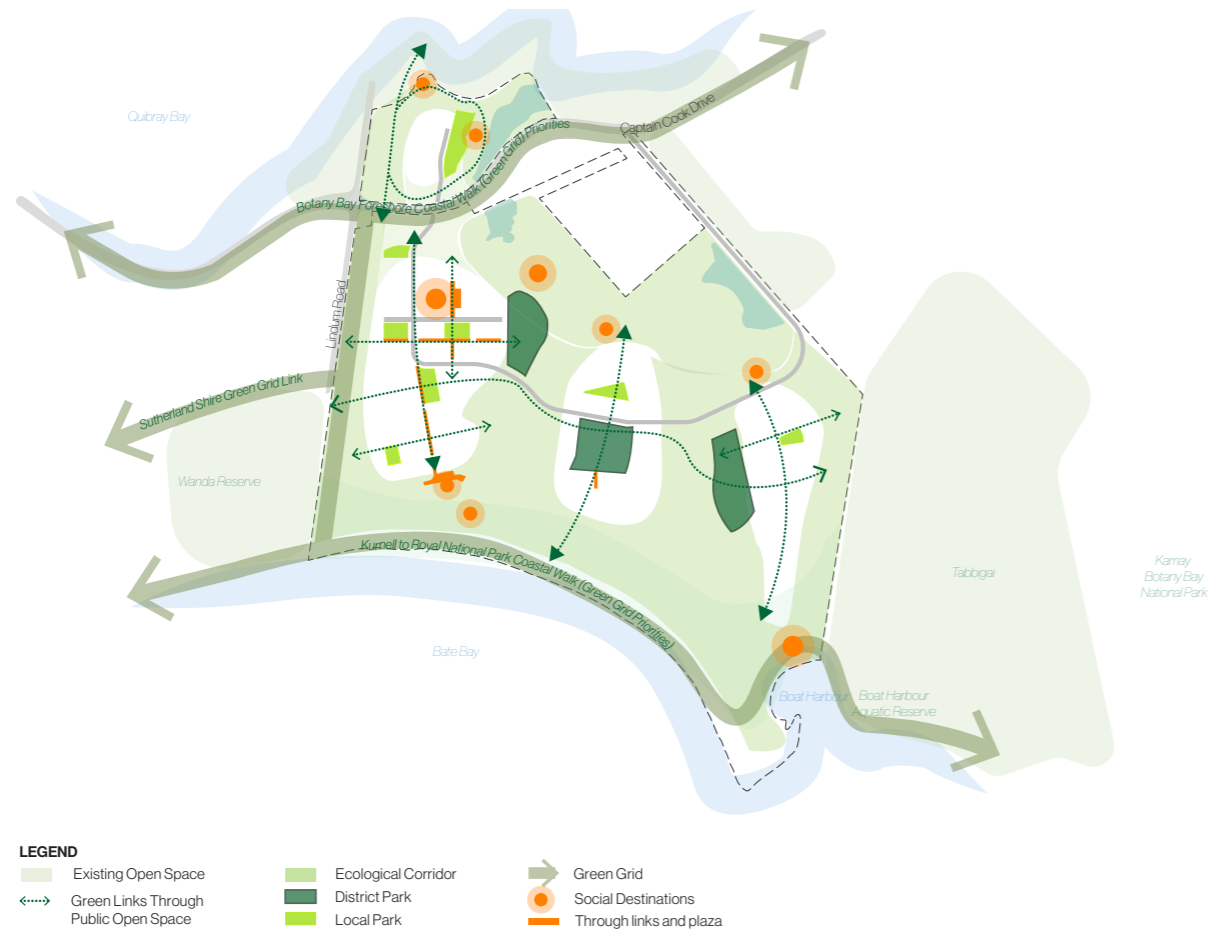 Quibray Bay
Captain Cook Drive
Botany Bay Foreshore Coastal Walk (Green Grid) Priorities
Lindum Road
Sutherland Shire Green Grid Link
Wanda Reserve
Kurnell to Royal National Park Coastal Walk (Green Grid Priorities)
Tabbigai
Kamay
Botany Bay
National Park
Bate Bay
Boat Harbour
Boat Harbour
Aquatic Reserve
LEGEND
Existing Open Space
Green Links Through
Public Open Space
Ecological Corridor
District Park
Local Park
Green Grid
Social Destinations
Through links and plaza